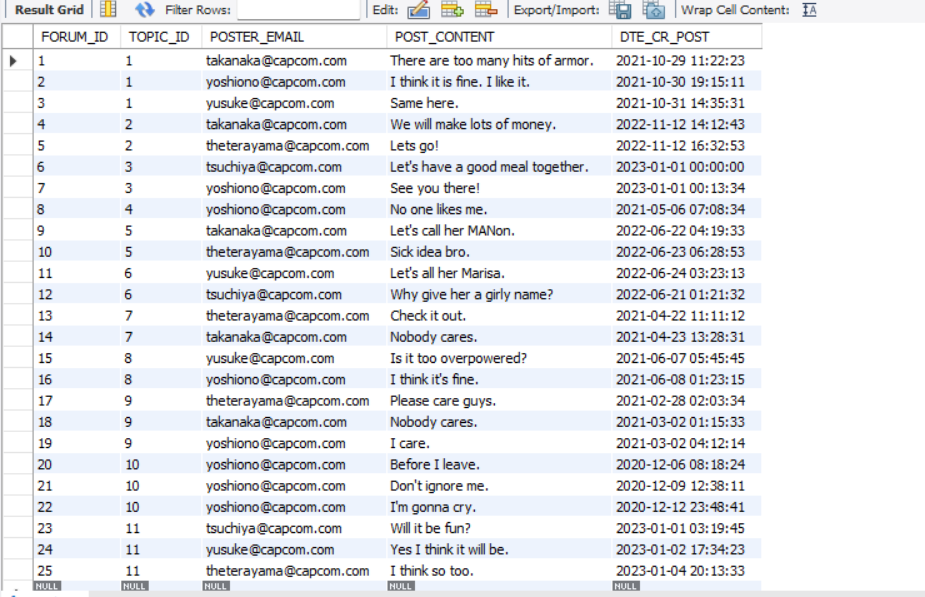 Result Grid Filter Rows: Edit: Export/Import: Wrap Cell Content: IA
FORUM_ID TOPIC_ID POSTER_EMAIL POST_CONTENT DTE_CR_POST
1 1 takanaka@capcom.com There are too many hits of armor. 2021-10-29 11:22:23
2 1 yoshiono@capcom.com I think it is fine. I like it. 2021-10-30 19:15:11
3 1 yusuke@capcom.com Same here. 2021-10-31 14:35:31
4 2 takanaka@capcom.com We will make lots of money. 2022-11-12 14:12:43
5 2 theterayama@capcom.com Lets go! 2022-11-12 16:32:53
6 3 tsuchiya@capcom.com Let's have a good meal together. 2023-01-01 00:00:00
7 3 yoshiono@capcom.com See you there! 2023-01-01 00:13:34
8 4 yoshiono@capcom.com No one likes me. 2021-05-06 07:08:34
9 5 takanaka@capcom.com Let's call her MANon. 2022-06-22 04:19:33
10 5 theterayama@capcom.com Sick idea bro. 2022-06-23 06:28:53
11 6 yusuke@capcom.com Let's all her Marisa. 2022-06-24 03:23:13
12 6 tsuchiya@capcom.com Why give her a girly name? 2022-06-21 01:21:32
13 7 theterayama@capcom.com Check it out. 2021-04-22 11:11:12
14 7 takanaka@capcom.com Nobody cares. 2021-04-23 13:28:31
15 8 yusuke@capcom.com Is it too overpowered? 2021-06-07 05:45:45
16 8 yoshiono@capcom.com I think it's fine. 2021-06-08 01:23:15
17 9 theterayama@capcom.com Please care guys. 2021-02-28 02:03:34
18 9 takanaka@capcom.com Nobody cares. 2021-03-02 01:15:33
19 9 yoshiono@capcom.com I care. 2021-03-02 04:12:14
20 10 yoshiono@capcom.com Before I leave. 2020-12-06 08:18:24
21 10 yoshiono@capcom.com Don't ignore me. 2020-12-09 12:38:11
22 10 yoshiono@capcom.com I'm gonna cry. 2020-12-12 23:48:41
23 11 tsuchiya@capcom.com Will it be fun? 2023-01-01 03:19:45
24 11 yusuke@capcom.com Yes I think it will be. 2023-01-02 17:34:23
25 11 theterayama@capcom.com I think so too. 2023-01-04 20:13:33
NULL NULL NULL NULL NULL